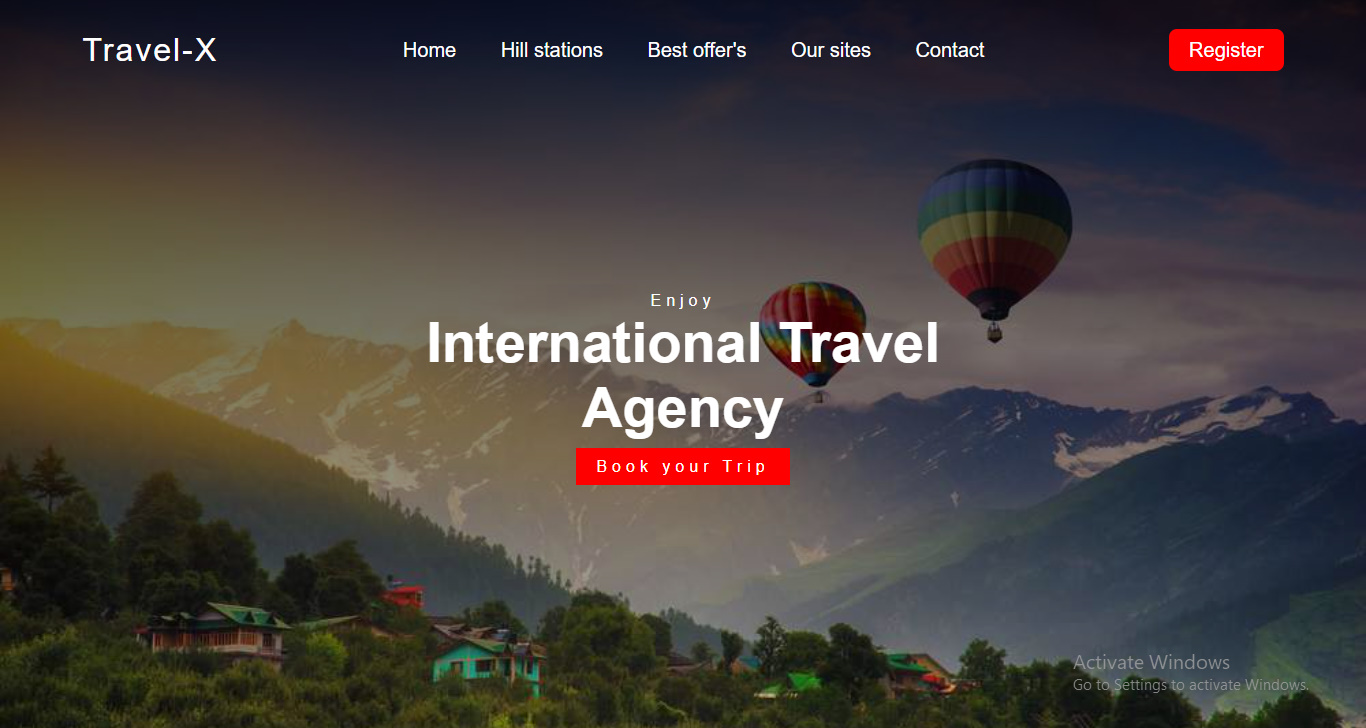 Travel-X
Home
Hill stations
Best offer's
Our sites
Contact
Register
Enjoy
International Travel
Agency
Book your Trip
Activate Windows
Go to Settings to activate Windows.